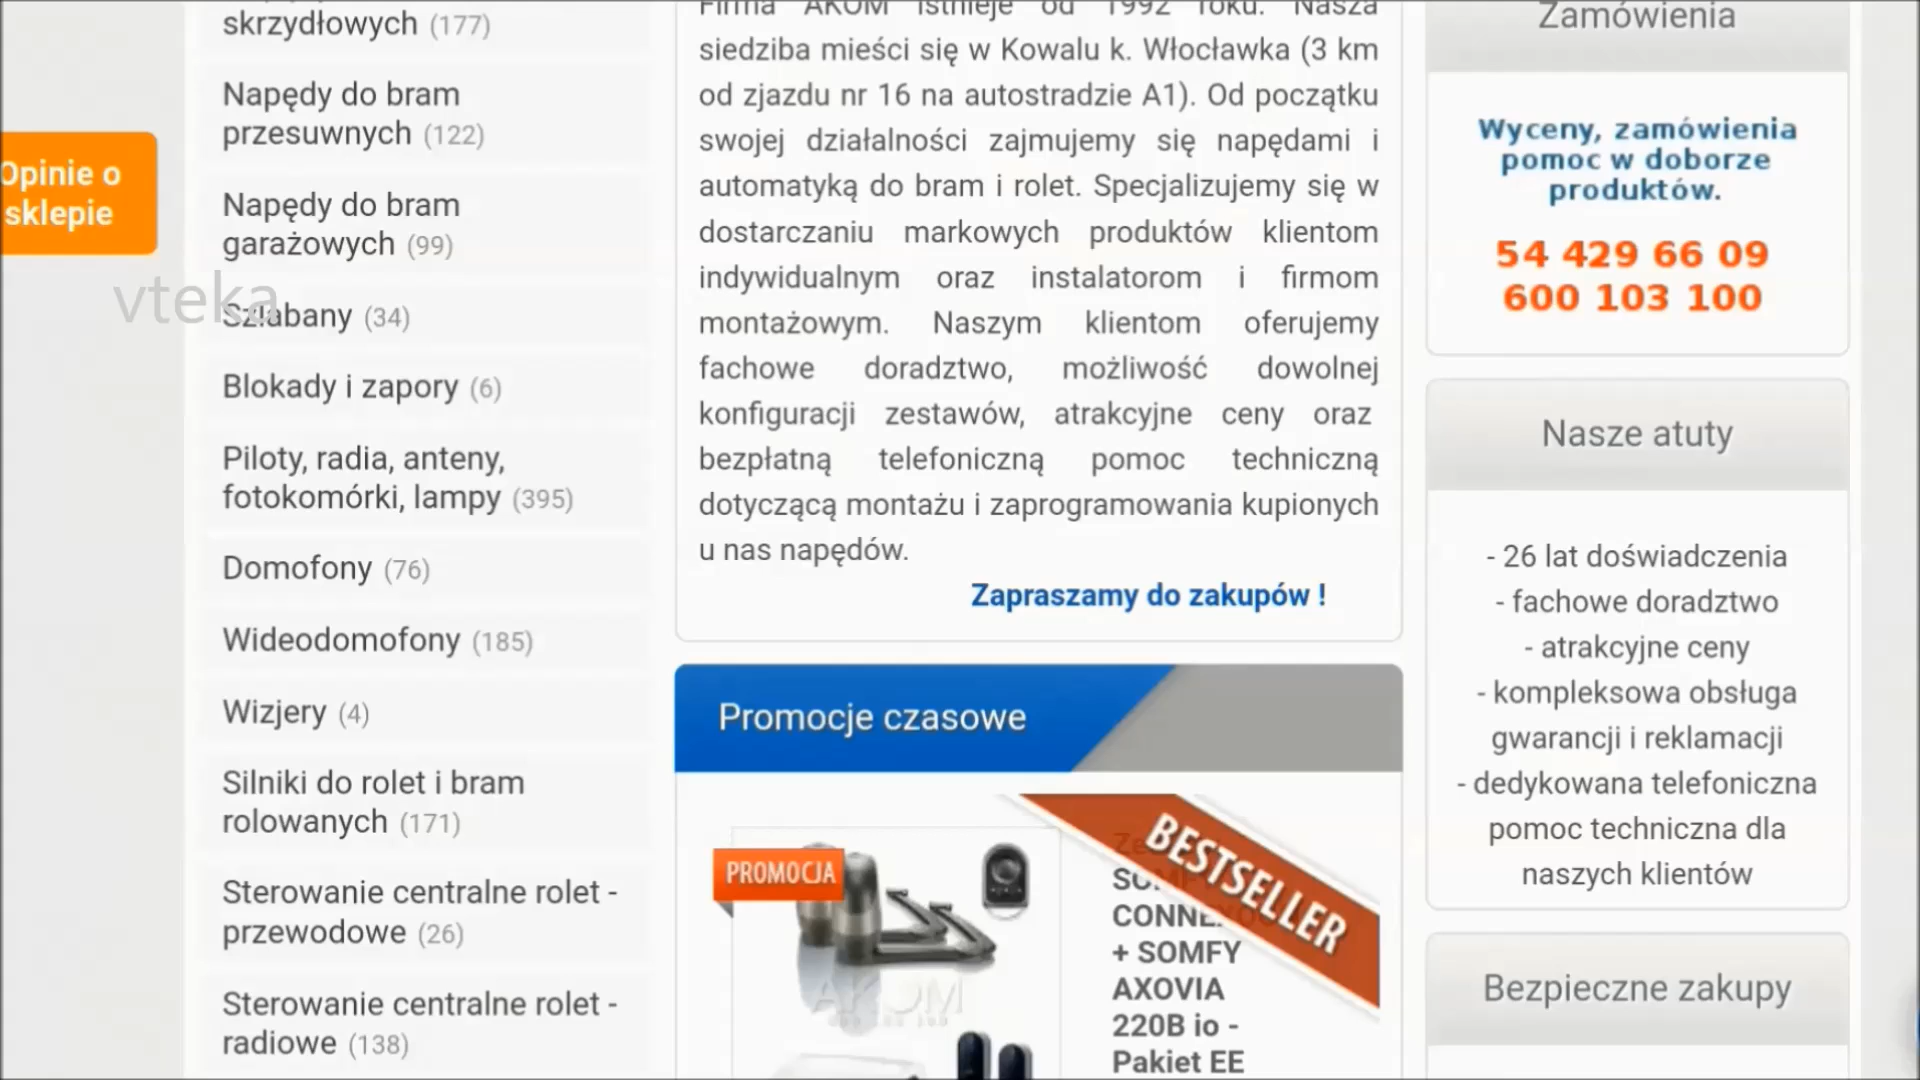 skrzydłowych (177)
Napędy do bram
przesuwnych (122)
Napędy do bram
garażowych (99)
Szlabany (34)
Blokady i zapory (6)
Piloty, radia, anteny,
fotokomórki, lampy (395)
Domofony (76)
Wideodomofony (185)
Wizjery (4)
Silniki do rolet i bram
rolowanych (171)
Sterowanie centralne rolet -
przewodowe (26)
Sterowanie centralne rolet -
radiowe (138)
Opinie o
sklepie
vteka
Firma AKOM istnieje od 1992 roku. Nasza
siedziba mieści się w Kowalu k. Włocławka (3 km
od zjazdu nr 16 na autostradzie A1). Od początku
swojej działalności zajmujemy się napędami i
automatyką do bram i rolet. Specjalizujemy się w
dostarczaniu markowych produktów klientom
indywidualnym oraz instalatorom i firmom
montażowym. Naszym klientom oferujemy
fachowe doradztwo, możliwość dowolnej
konfiguracji zestawów, atrakcyjne ceny oraz
bezpłatną telefoniczną pomoc techniczną
dotyczącą montażu i zaprogramowania kupionych
u nas napędów.
Zapraszamy do zakupów !
Promocje czasowe
PROMOCJA
BESTSELLER
AKOM
+ SOMFY
AXOVIA
220B io -
Pakiet EE
Zamówienia
Wyceny, zamówienia
pomoc w doborze
produktów.
54 429 66 09
600 103 100
Nasze atuty
- 26 lat doświadczenia
- fachowe doradztwo
- atrakcyjne ceny
- kompleksowa obsługa
gwarancji i reklamacji
- dedykowana telefoniczna
pomoc techniczna dla
naszych klientów
Bezpieczne zakupy